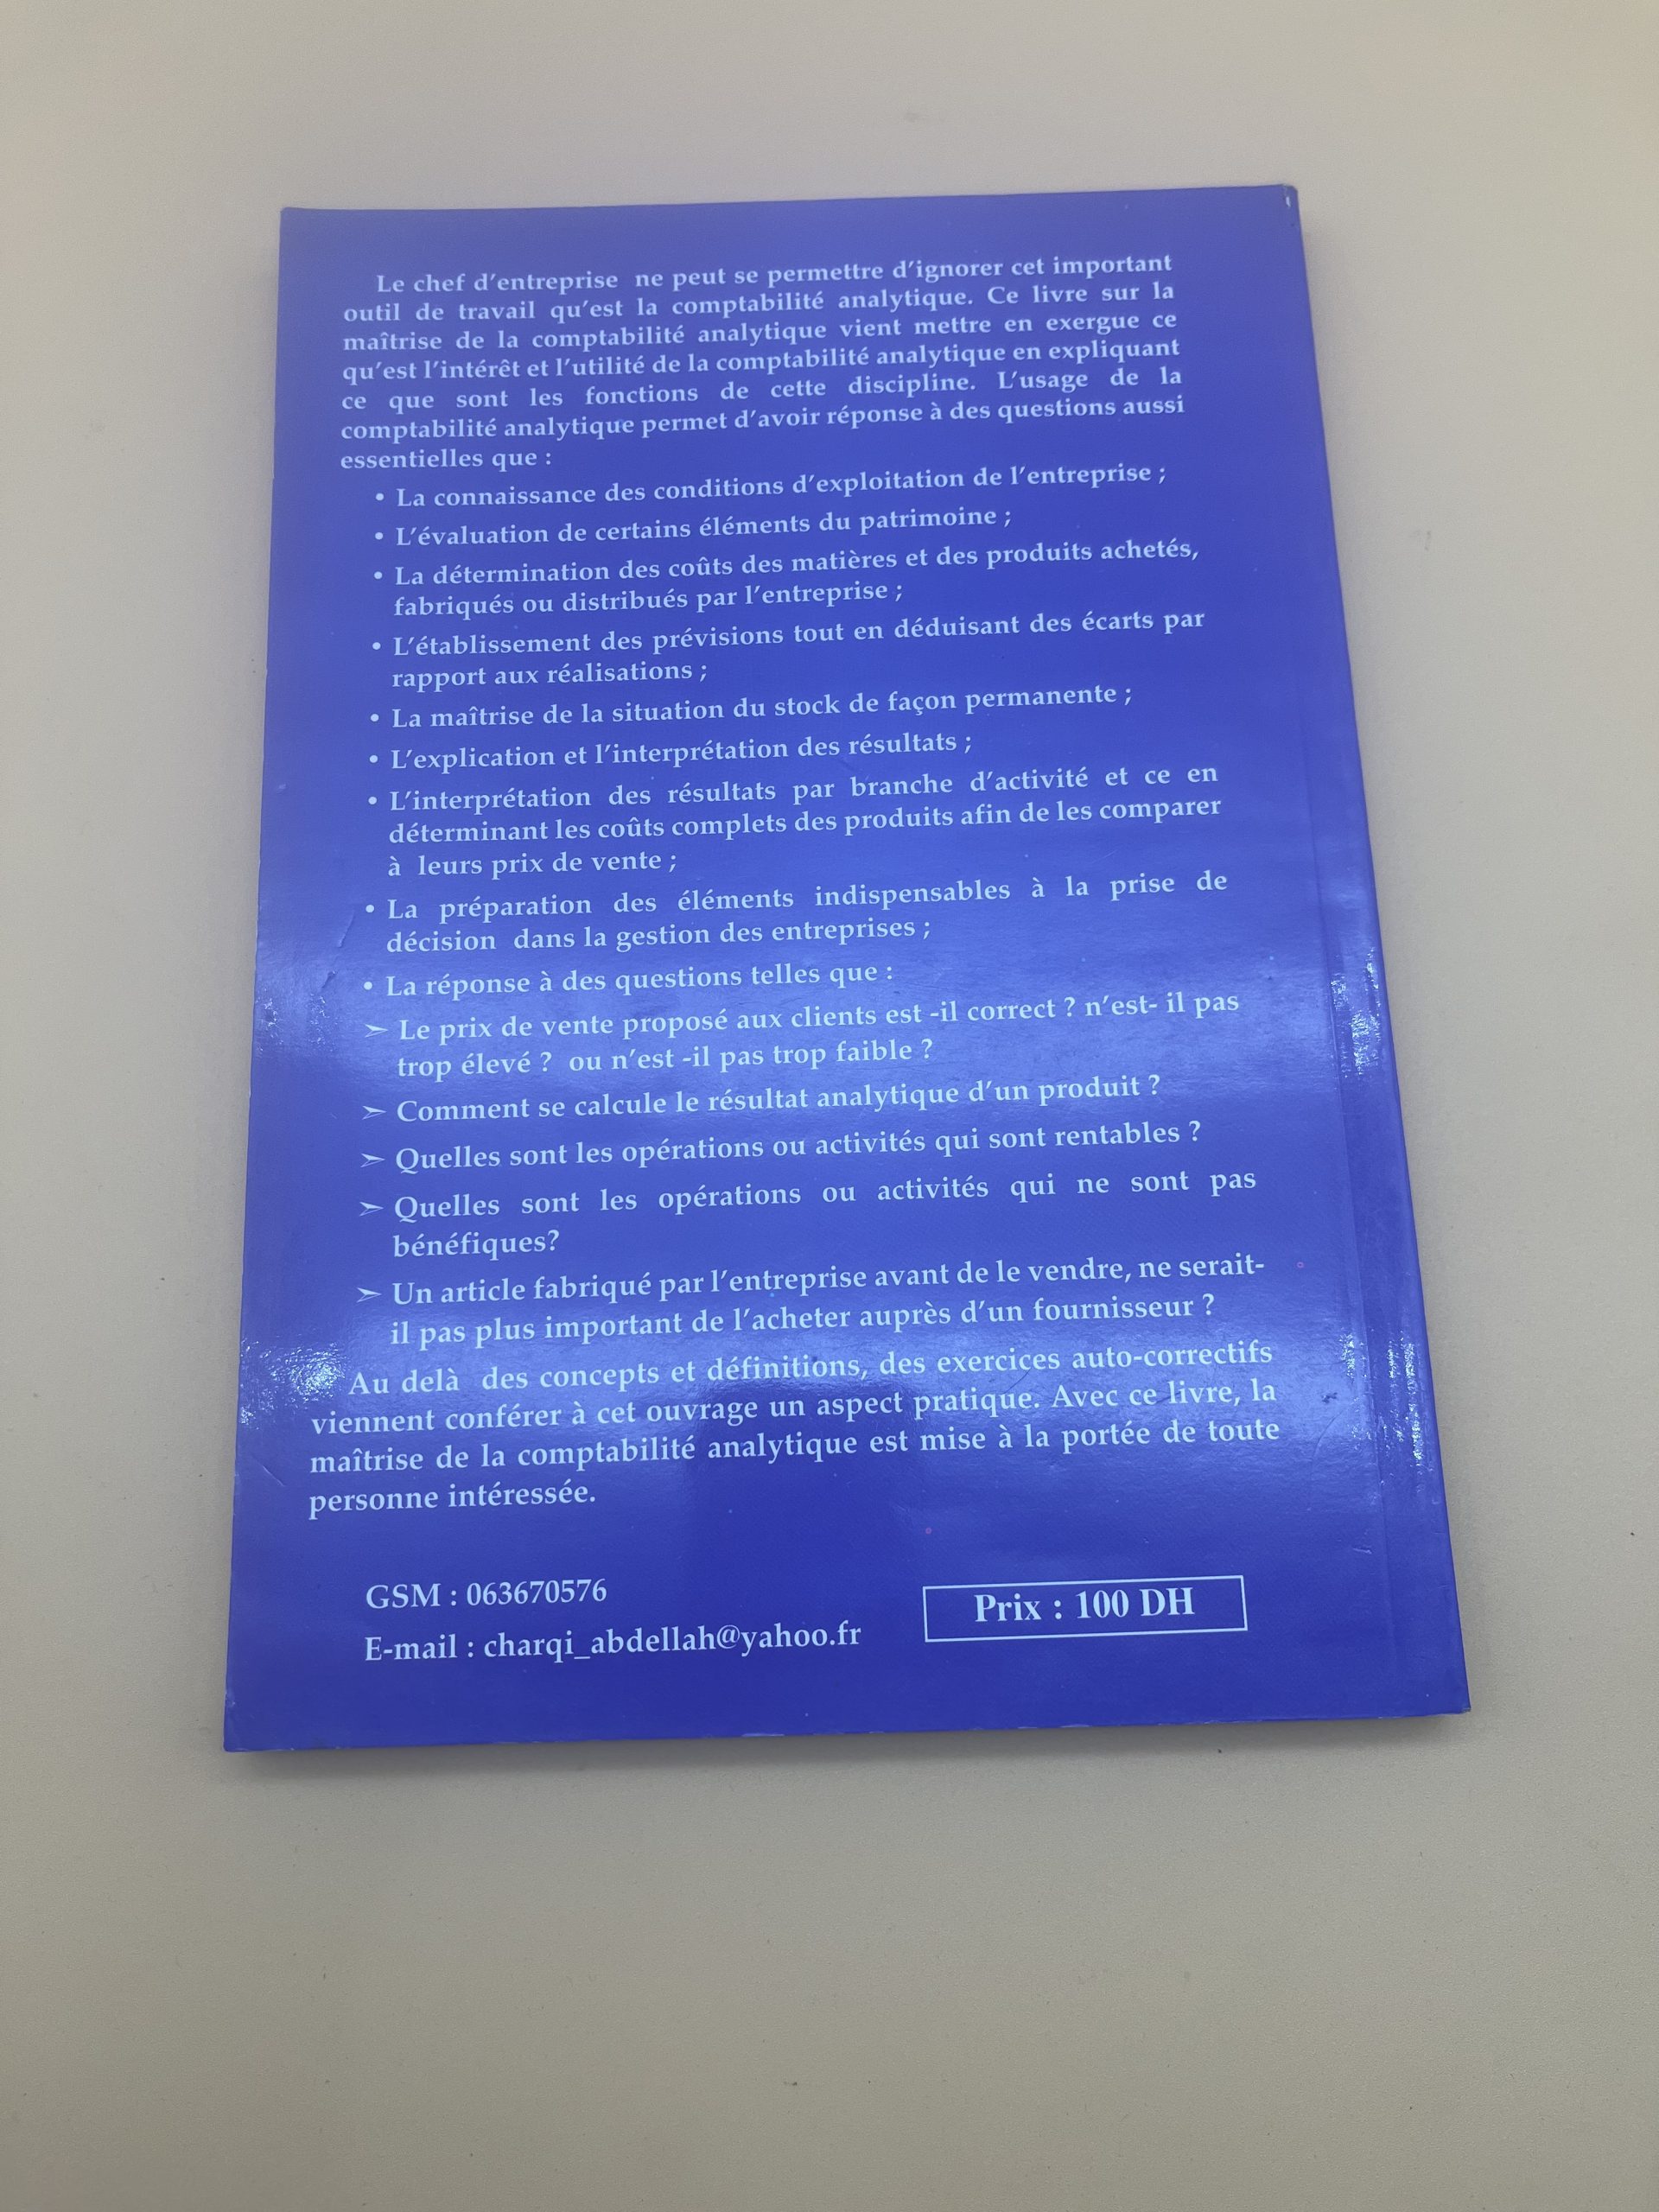 Le chef d'entreprise ne peut se permettre d'ignorer cet important
outil de travail qu'est la comptabilité analytique. Ce livre sur la
maîtrise de la comptabilité analytique vient mettre en exergue ce
qu'est l'intérêt et l'utilité de la comptabilité analytique en expliquant
ce que sont les fonctions de cette discipline. L'usage de la
comptabilité analytique permet d'avoir réponse à des questions aussi
essentielles que :
• La connaissance des conditions d'exploitation de l'entreprise ;
• L'évaluation de certains éléments du patrimoine ;
• La détermination des coûts des matières et des produits achetés,
fabriqués ou distribués par l'entreprise ;
• L'établissement des prévisions tout en déduisant des écarts par
rapport aux réalisations ;
• La maîtrise de la situation du stock de façon permanente ;
• L'explication et l'interprétation des résultats ;
• L'interprétation des résultats par branche d'activité et ce en
déterminant les coûts complets des produits afin de les comparer
à leurs prix de vente ;
• La préparation des éléments indispensables à la prise de
décision dans la gestion des entreprises ;
• La réponse à des questions telles que :
➢ Le prix de vente proposé aux clients est -il correct ? n'est- il pas
trop élevé ? ou n'est -il pas trop faible ?
➢ Comment se calcule le résultat analytique d'un produit ?
➢ Quelles sont les opérations ou activités qui sont rentables ?
➢ Quelles sont les opérations ou activités qui ne sont pas
bénéfiques?
➢ Un article fabriqué par l'entreprise avant de le vendre, ne serait-
il pas plus important de l'acheter auprès d'un fournisseur ?
Au delà des concepts et définitions, des exercices auto-correctifs
viennent conférer à cet ouvrage un aspect pratique. Avec ce livre, la
maîtrise de la comptabilité analytique est mise à la portée de toute
personne intéressée.
GSM : 063670576
E-mail : charqi_abdellah@yahoo.fr
Prix : 100 DH